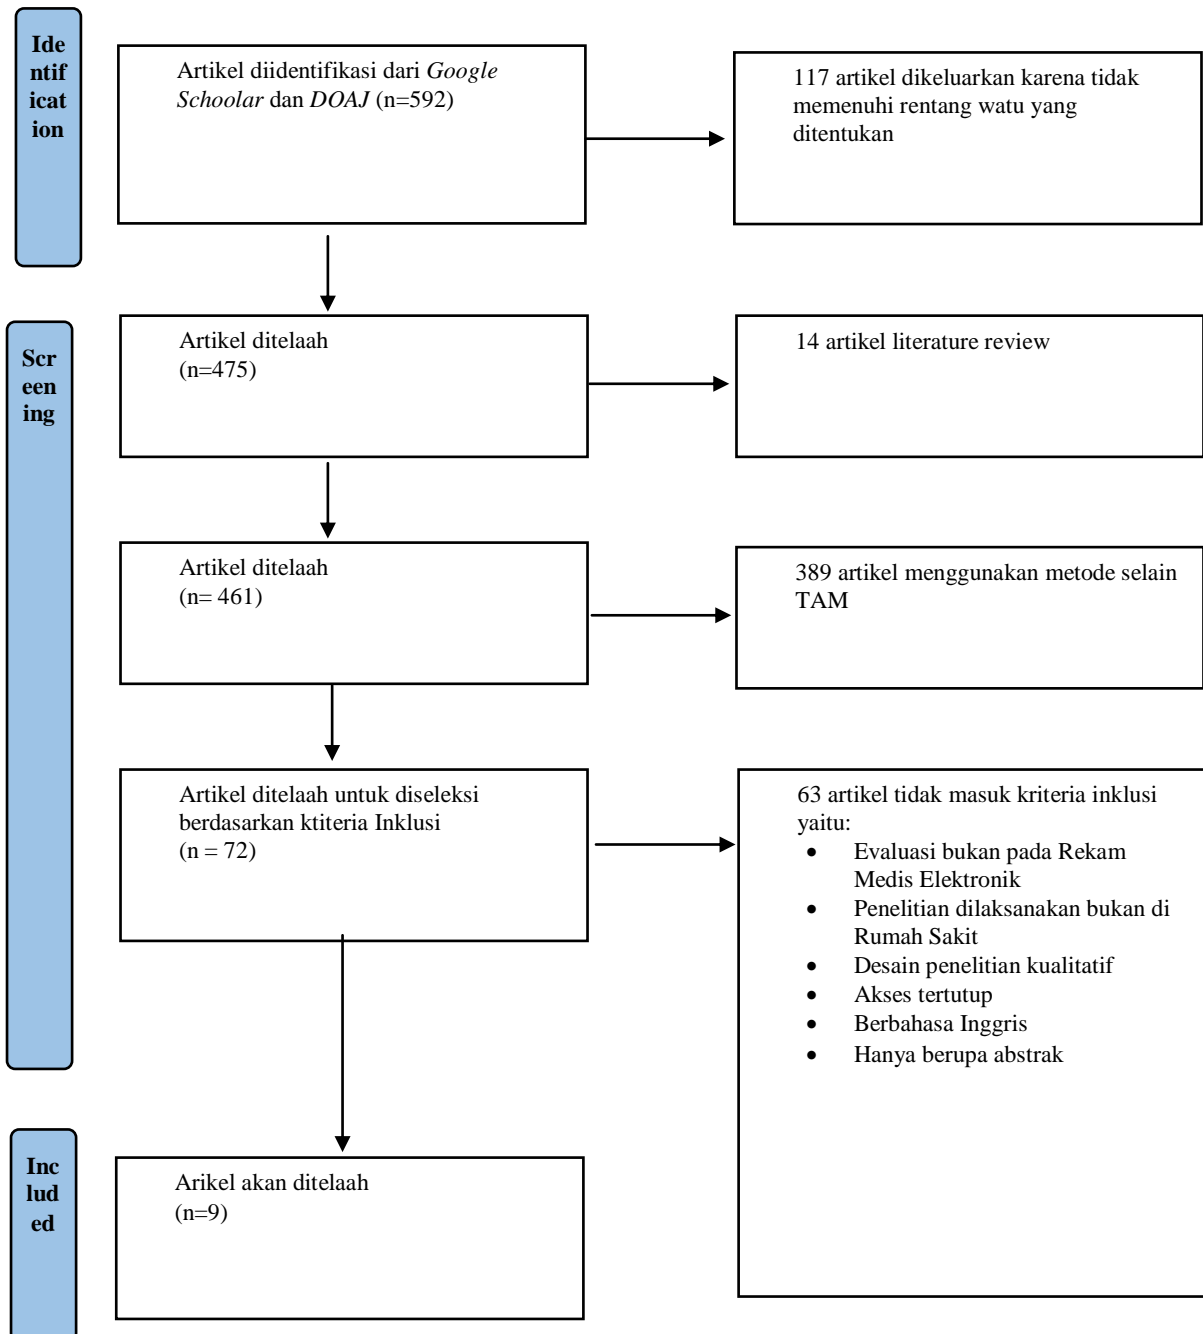 Ide
ntif
icat
ion
Artikel diidentifikasi dari Google
Schoolar dan DOAJ (n=592)
117 artikel dikeluarkan karena tidak
memenuhi rentang watu yang
ditentukan
Scr
een
ing
Artikel ditelaah
(n=475)
14 artikel literature review
Artikel ditelaah
(n= 461)
389 artikel menggunakan metode selain
TAM
Artikel ditelaah untuk diseleksi
berdasarkan ktiteria Inklusi
(n = 72)
63 artikel tidak masuk kriteria inklusi
yaitu:
• Evaluasi bukan pada Rekam
Medis Elektronik
• Penelitian dilaksanakan bukan di
Rumah Sakit
• Desain penelitian kualitatif
• Akses tertutup
• Berbahasa Inggris
• Hanya berupa abstrak
Inc
lud
ed
Arikel akan ditelaah
(n=9)